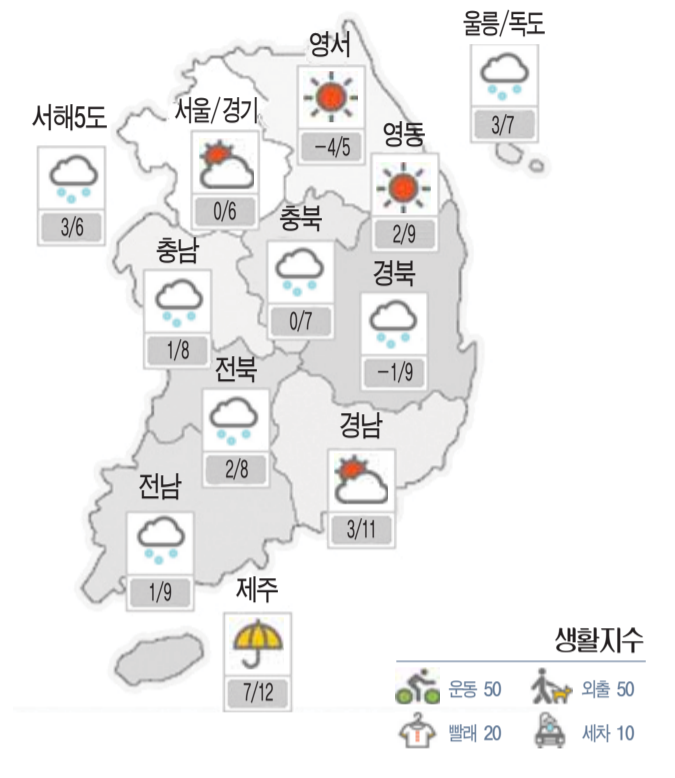 울릉/독도
3/7
영서
-4/5
서해5도
3/6
서울/경기
0/6
영동
2/9
충북
0/7
충남
1/8
경북
-1/9
전북
2/8
경남
3/11
전남
1/9
제주
7/12
생활지수
운동 50
외출 50
빨래 20
세차 10